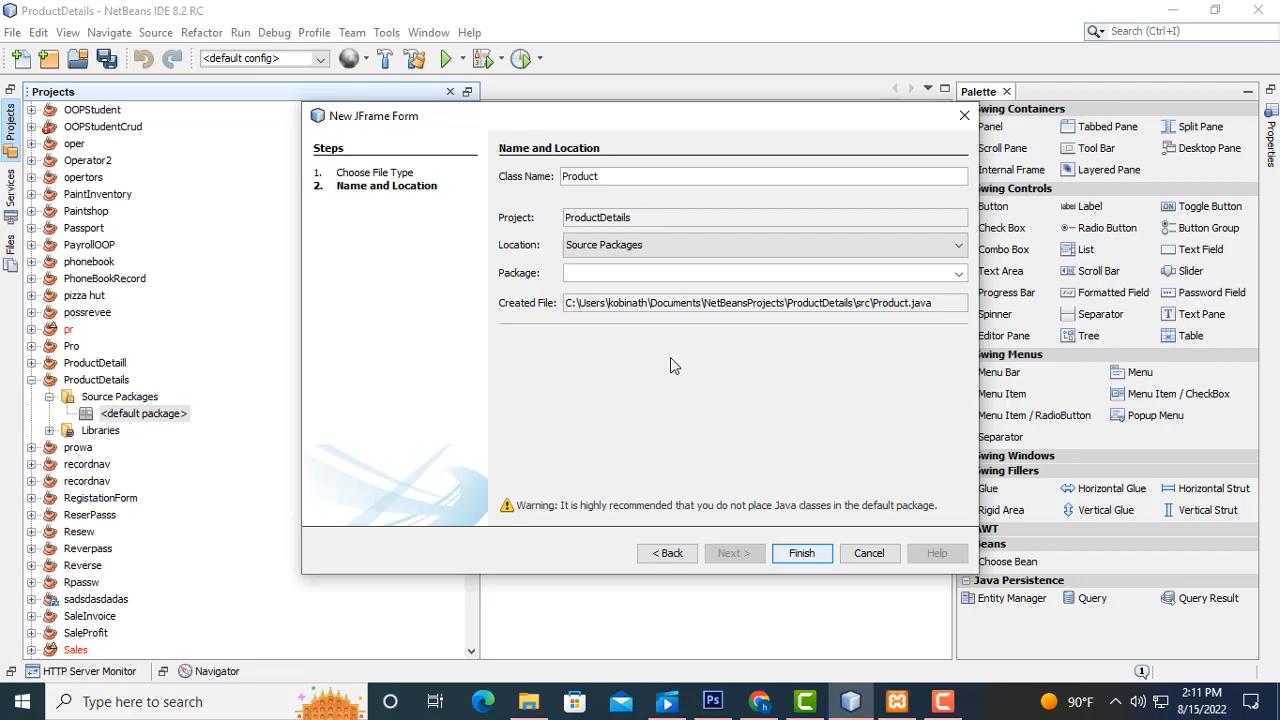 ProductDetails - NetBeans IDE 8.2 RC
File Edit View Navigate Source Refactor Run Debug Profile Team Tools Window Help
Search (Ctrl+I)
<default config>
Projects
Projects
Services
Files
OOPStudent
OOPStudentCrud
oper
Operator2
opertors
PaintInventory
Paintshop
Passport
PayrollOOP
phonebook
PhoneBookRecord
pizza hut
possrevee
pr
Pro
ProductDetaill
ProductDetails
Source Packages
<default package>
Libraries
prowa
recordnav
recordnav
RegistationForm
ReserPasss
Resew
Reverpass
Reverse
Rpassw
sadsdasdadas
SaleInvoice
SaleProfit
Sales
New JFrame Form
Steps
1. Choose File Type
2. Name and Location
Name and Location
Class Name: Product
Project: ProductDetails
Location: Source Packages
Package:
Created File: C:\Users\kobinath\Documents\NetBeansProjects\ProductDetails\src\Product.java
Warning: It is highly recommended that you do not place Java classes in the default package.
< Back Next > Finish Cancel Help
Palette
Properties
Swing Containers
Panel Tabbed Pane Split Pane
Scroll Pane Tool Bar Desktop Pane
Internal Frame Layered Pane
Swing Controls
Button Label Toggle Button
Check Box Radio Button Button Group
Combo Box List Text Field
Text Area Scroll Bar Slider
Progress Bar Formatted Field Password Field
Spinner Separator Text Pane
Editor Pane Tree Table
Swing Menus
Menu Bar Menu
Menu Item Menu Item / CheckBox
Menu Item / RadioButton Popup Menu
Separator
Swing Windows
Swing Fillers
Glue Horizontal Glue Horizontal Strut
Rigid Area Vertical Glue Vertical Strut
AWT
Beans
Choose Bean
Java Persistence
Entity Manager Query Query Result
HTTP Server Monitor Navigator
1
Type here to search
90°F
2:11 PM
8/15/2022